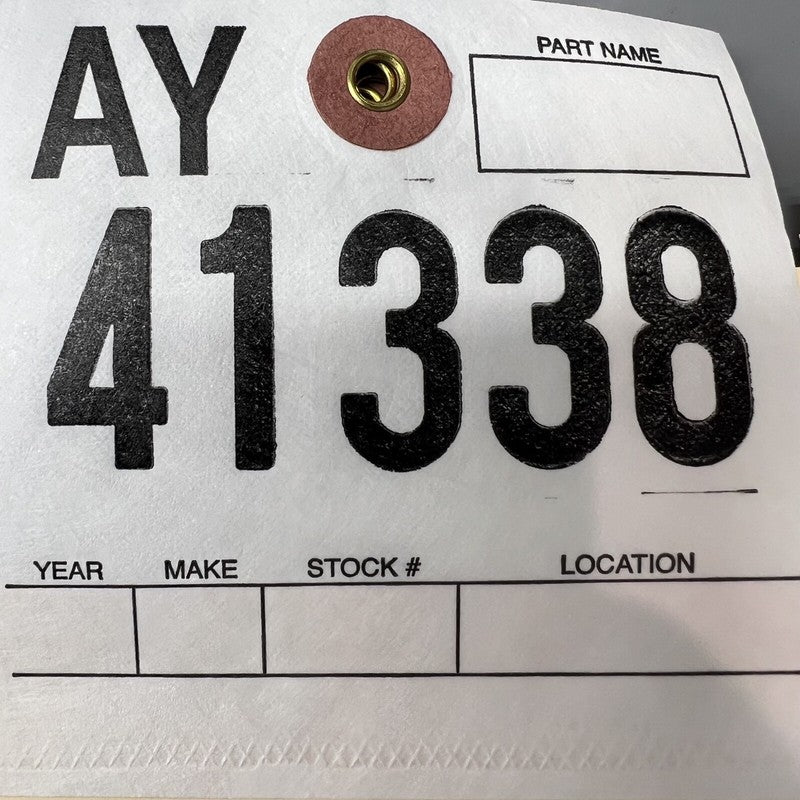 AY
PART NAME
41338
YEAR MAKE STOCK # LOCATION